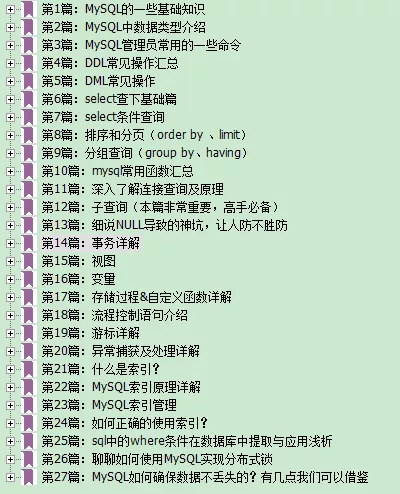 第1篇：MySQL的一些基础知识
第2篇：MySQL中数据类型介绍
第3篇：MySQL管理员常用的一些命令
第4篇：DDL常见操作汇总
第5篇：DML常见操作
第6篇：select查下基础篇
第7篇：select条件查询
第8篇：排序和分页（order by 、limit）
第9篇：分组查询（group by、having）
第10篇：mysql常用函数汇总
第11篇：深入了解连接查询及原理
第12篇：子查询（本篇非常重要，高手必备）
第13篇：细说NULL导致的神坑，让人防不胜防
第14篇：事务详解
第15篇：视图
第16篇：变量
第17篇：存储过程&自定义函数详解
第18篇：流程控制语句介绍
第19篇：游标详解
第20篇：异常捕获及处理详解
第21篇：什么是索引？
第22篇：MySQL索引原理详解
第23篇：MySQL索引管理
第24篇：如何正确的使用索引？
第25篇：sql中的where条件在数据库中提取与应用浅析
第26篇：聊聊如何使用MySQL实现分布式锁
第27篇：MySQL如何确保数据不丢失的？有几点我们可以借鉴